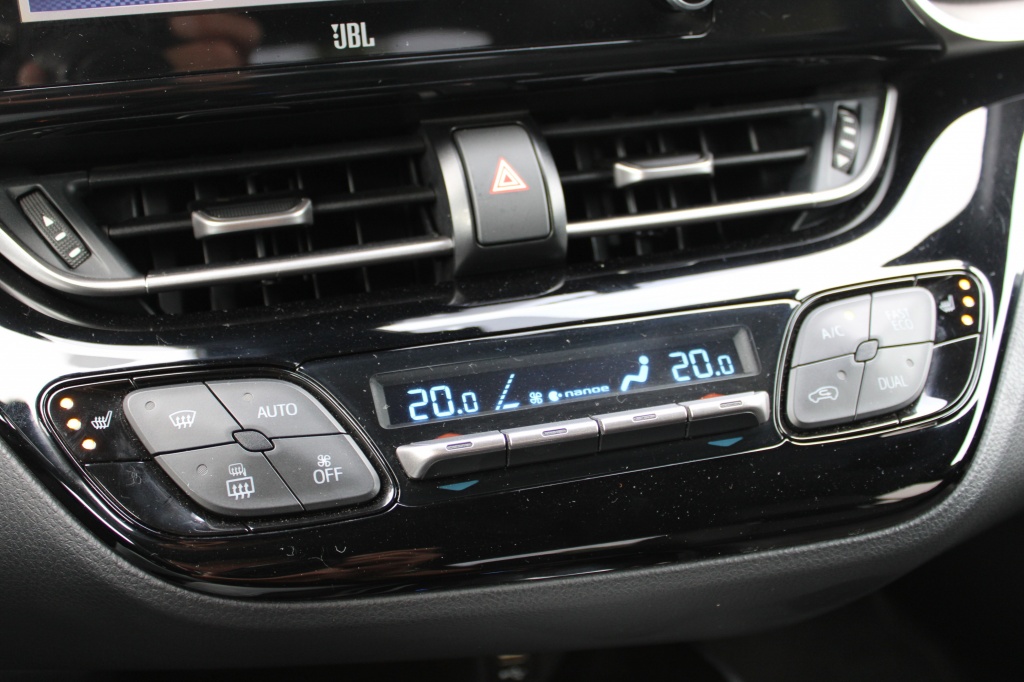 JBL
20.0 nanoe 20.0
A/C FAST
ECO
DUAL
AUTO
OFF